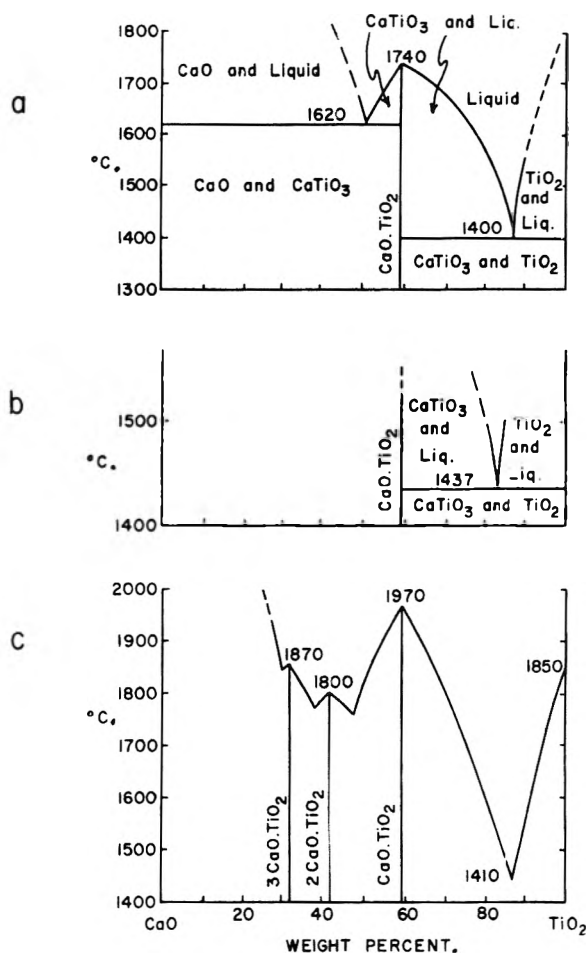 a
CaTiO3 and Lic.
1800
1740
CaO and Liquid
1700
Liquid
1620
1600
°C.
CaO and CaTiO3
TiO2
and
Liq.
1500
CaO.TiO2
1400
1400
CaTiO3 and TiO2
1300
b
CaTiO3
and
Liq.
TiO2
and
-iq.
1500
CaO.TiO2
°C.
1437
CaTiO3 and TiO2
1400
c
2000
1970
1900
1870
1850
1800
1800
°C.
1700
1600
3CaO.TiO2
2CaO.TiO2
CaO.TiO2
1500
1410
1400
CaO
20
40
60
80
TiO2
WEIGHT PERCENT.